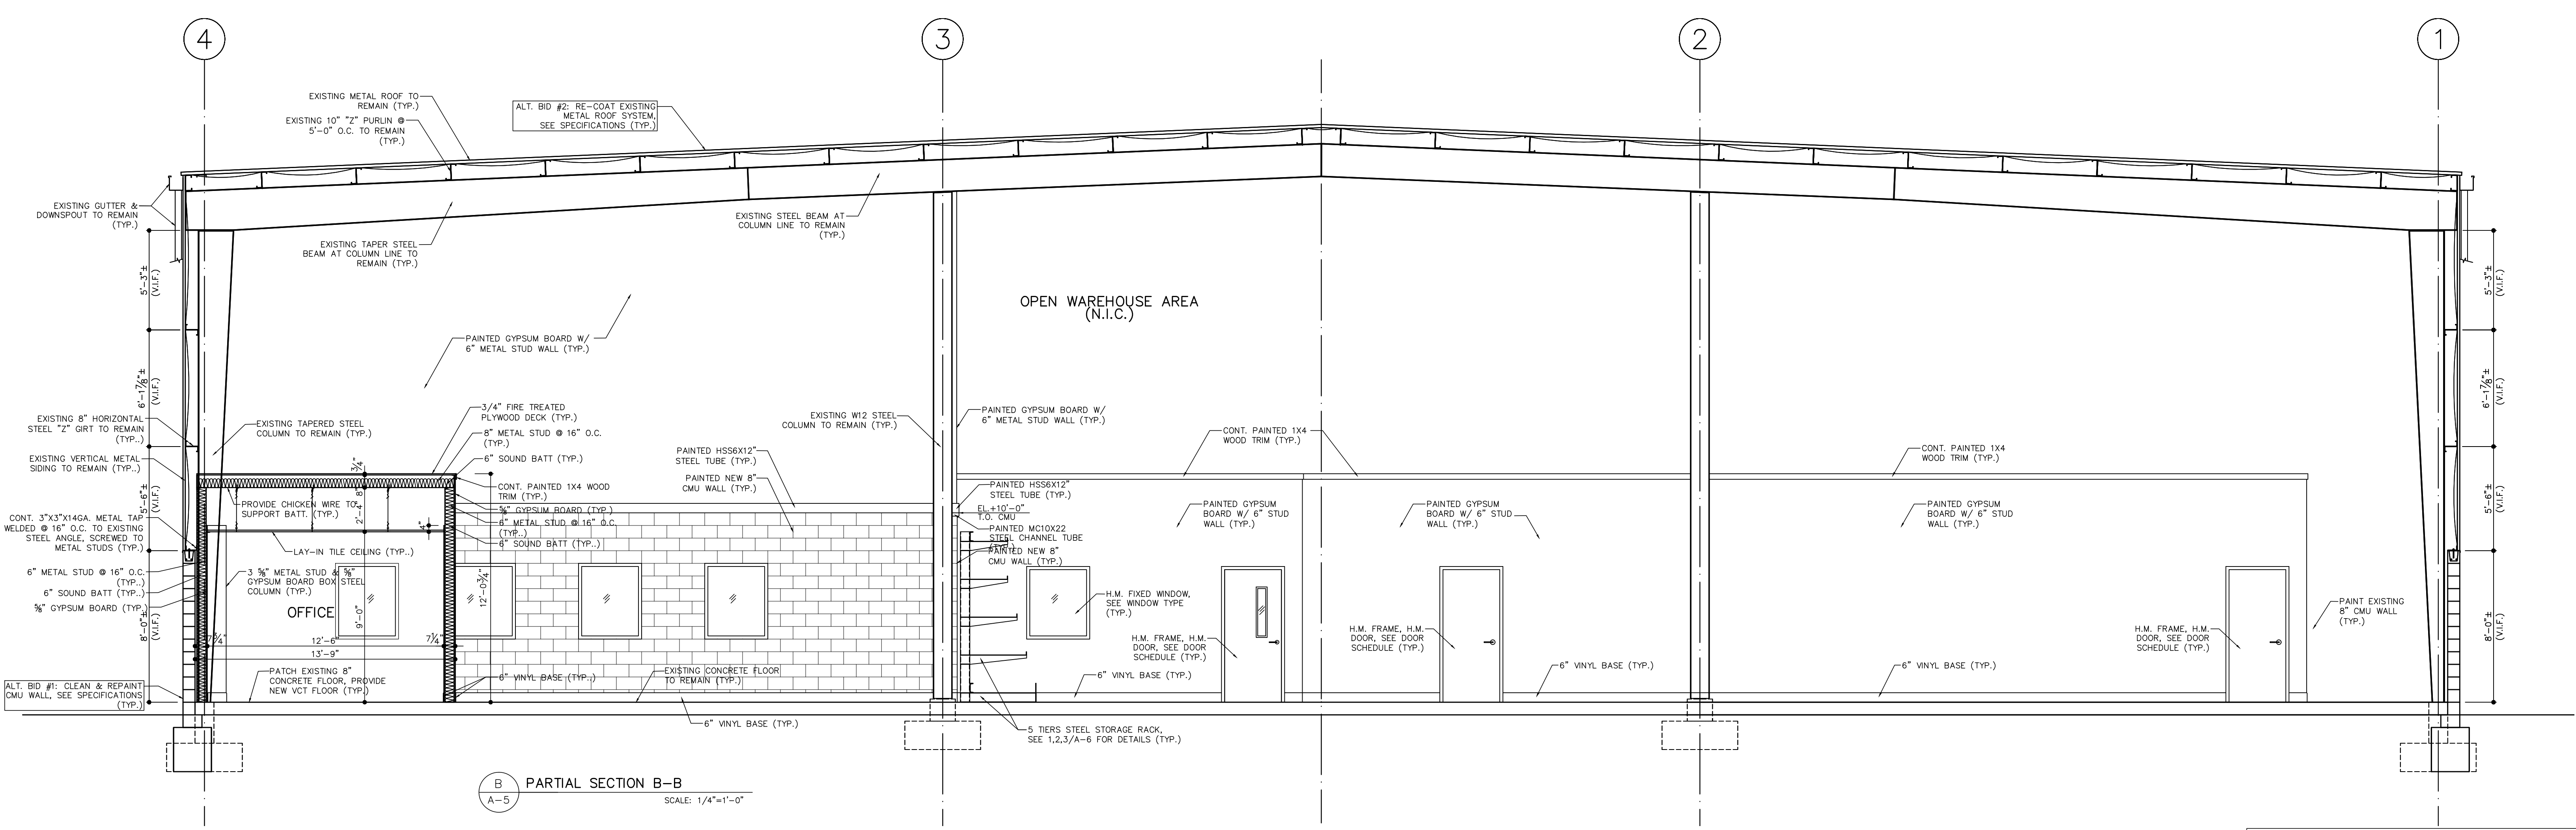 4
3
2
1
EXISTING METAL ROOF TO
REMAIN (TYP.)
EXISTING 10" "Z" PURLIN @
5'-0" O.C. TO REMAIN
(TYP.)
ALT. BID #2: RE-COAT EXISTING
METAL ROOF SYSTEM,
SEE SPECIFICATIONS (TYP.)
EXISTING GUTTER &
DOWNSPOUT TO REMAIN
(TYP.)
EXISTING TAPER STEEL
BEAM AT COLUMN LINE TO
REMAIN (TYP.)
EXISTING STEEL BEAM AT
COLUMN LINE TO REMAIN
(TYP.)
OPEN WAREHOUSE AREA
(N.I.C.)
5'-3"±
(V.I.F.)
6'-1⅞"±
(V.I.F.)
5'-6"±
(V.I.F.)
8'-0"±
(V.I.F.)
PAINTED GYPSUM BOARD W/
6" METAL STUD WALL (TYP.)
EXISTING 8" HORIZONTAL
STEEL "Z" GIRT TO REMAIN
(TYP..)
EXISTING VERTICAL METAL
SIDING TO REMAIN (TYP..)
CONT. 3"X3"X14GA. METAL TAP
WELDED @ 16" O.C. TO EXISTING
STEEL ANGLE, SCREWED TO
METAL STUDS (TYP.)
6" METAL STUD @ 16" O.C.
(TYP..)
6" SOUND BATT (TYP..)
⅝" GYPSUM BOARD (TYP.)
ALT. BID #1: CLEAN & REPAINT
CMU WALL, SEE SPECIFICATIONS
(TYP.)
EXISTING TAPERED STEEL
COLUMN TO REMAIN (TYP.)
3/4" FIRE TREATED
PLYWOOD DECK (TYP.)
8" METAL STUD @ 16" O.C.
(TYP.)
6" SOUND BATT (TYP..)
CONT. PAINTED 1X4 WOOD
TRIM (TYP.)
⅝" GYPSUM BOARD (TYP.)
6" METAL STUD @ 16" O.C.
(TYP..)
6" SOUND BATT (TYP..)
PROVIDE CHICKEN WIRE TO
SUPPORT BATT. (TYP.)
LAY-IN TILE CEILING (TYP..)
3 ⅝" METAL STUD & ⅝"
GYPSUM BOARD BOX STEEL
COLUMN (TYP.)
OFFICE
3/4"
8"
2'-4"
4"
9'-0"
12'-0¾"
7¼"
12'-6"
7¼"
13'-9"
PATCH EXISTING 8"
CONCRETE FLOOR, PROVIDE
NEW VCT FLOOR (TYP.)
6" VINYL BASE (TYP..)
EXISTING CONCRETE FLOOR
TO REMAIN (TYP.)
6" VINYL BASE (TYP.)
PAINTED HSS6X12"
STEEL TUBE (TYP.)
PAINTED NEW 8"
CMU WALL (TYP.)
EXISTING W12 STEEL
COLUMN TO REMAIN (TYP.)
PAINTED GYPSUM BOARD W/
6" METAL STUD WALL (TYP.)
PAINTED HSS6X12"
STEEL TUBE (TYP.)
EL.+10'-0"
T.O. CMU
PAINTED MC10X22
STEEL CHANNEL TUBE
(TYP.)
PAINTED NEW 8"
CMU WALL (TYP.)
CONT. PAINTED 1X4
WOOD TRIM (TYP.)
PAINTED GYPSUM
BOARD W/ 6" STUD
WALL (TYP.)
PAINTED GYPSUM
BOARD W/ 6" STUD
WALL (TYP.)
CONT. PAINTED 1X4
WOOD TRIM (TYP.)
PAINTED GYPSUM
BOARD W/ 6" STUD
WALL (TYP.)
H.M. FIXED WINDOW,
SEE WINDOW TYPE
(TYP.)
H.M. FRAME, H.M.
DOOR, SEE DOOR
SCHEDULE (TYP.)
H.M. FRAME, H.M.
DOOR, SEE DOOR
SCHEDULE (TYP.)
H.M. FRAME, H.M.
DOOR, SEE DOOR
SCHEDULE (TYP.)
6" VINYL BASE (TYP.)
6" VINYL BASE (TYP.)
6" VINYL BASE (TYP.)
5 TIERS STEEL STORAGE RACK,
SEE 1,2,3/A-6 FOR DETAILS (TYP.)
PAINT EXISTING
8" CMU WALL
(TYP.)
5'-3"±
(V.I.F.)
6'-1⅞"±
(V.I.F.)
5'-6"±
(V.I.F.)
8'-0"±
(V.I.F.)
B
A-5
PARTIAL SECTION B-B
SCALE: 1/4"=1'-0"